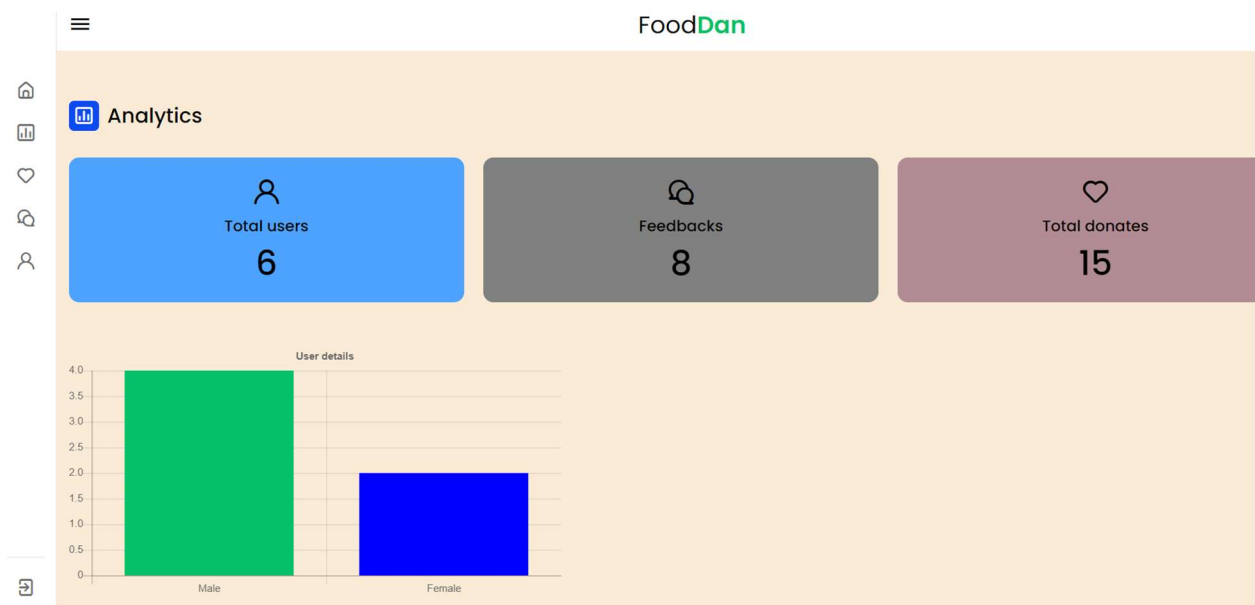 FoodDan
Analytics
Total users
6
Feedbacks
8
Total donates
15
User details
4.0
3.5
3.0
2.5
2.0
1.5
1.0
0.5
0
Male
Female